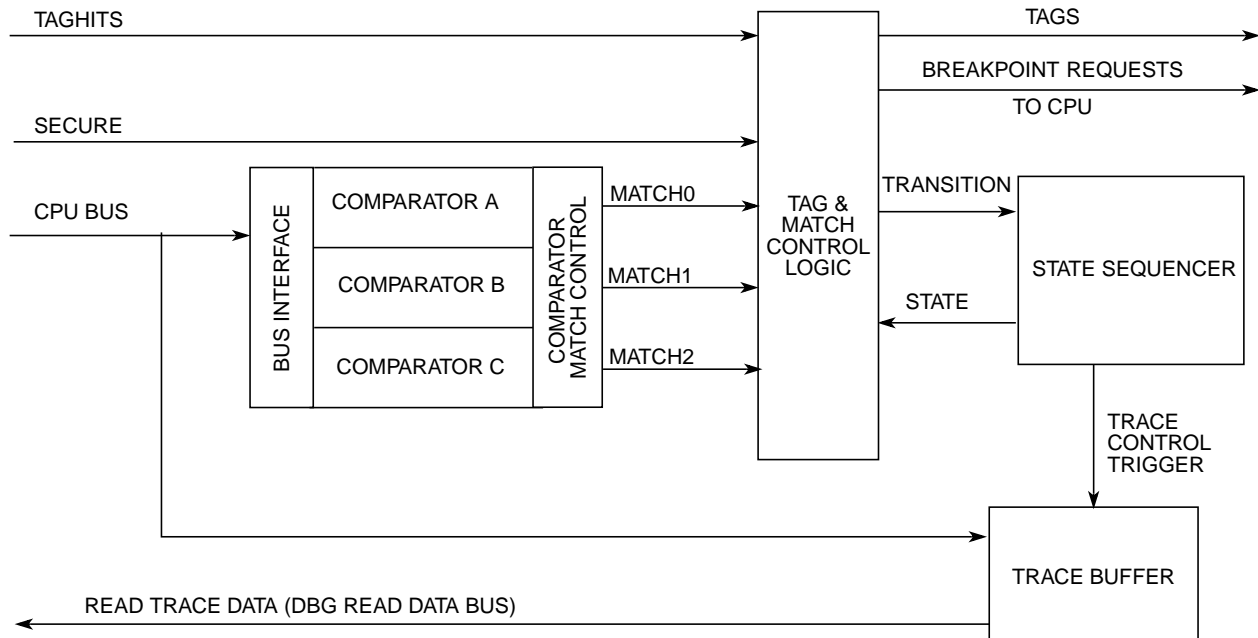 TAGHITS
TAGS
BREAKPOINT REQUESTS
TO CPU
SECURE
CPU BUS
BUS INTERFACE
COMPARATOR A
COMPARATOR B
COMPARATOR C
COMPARATOR
MATCH CONTROL
MATCH0
MATCH1
MATCH2
TAG &
MATCH
CONTROL
LOGIC
TRANSITION
STATE
STATE SEQUENCER
TRACE
CONTROL
TRIGGER
TRACE BUFFER
READ TRACE DATA (DBG READ DATA BUS)